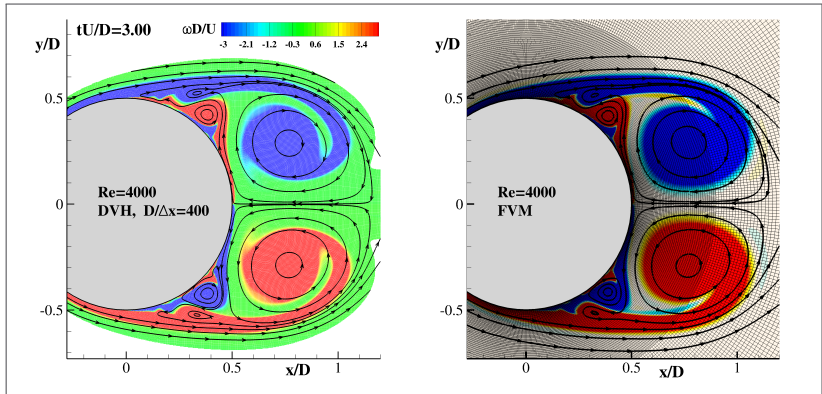 tU/D=3.00
ωD/U
-3 -2.1 -1.2 -0.3 0.6 1.5 2.4
y/D
0.5
0
-0.5
Re=4000
DVH, D/Δx=400
0 0.5 1
x/D
y/D
0.5
0
-0.5
Re=4000
FVM
0 0.5 1
x/D